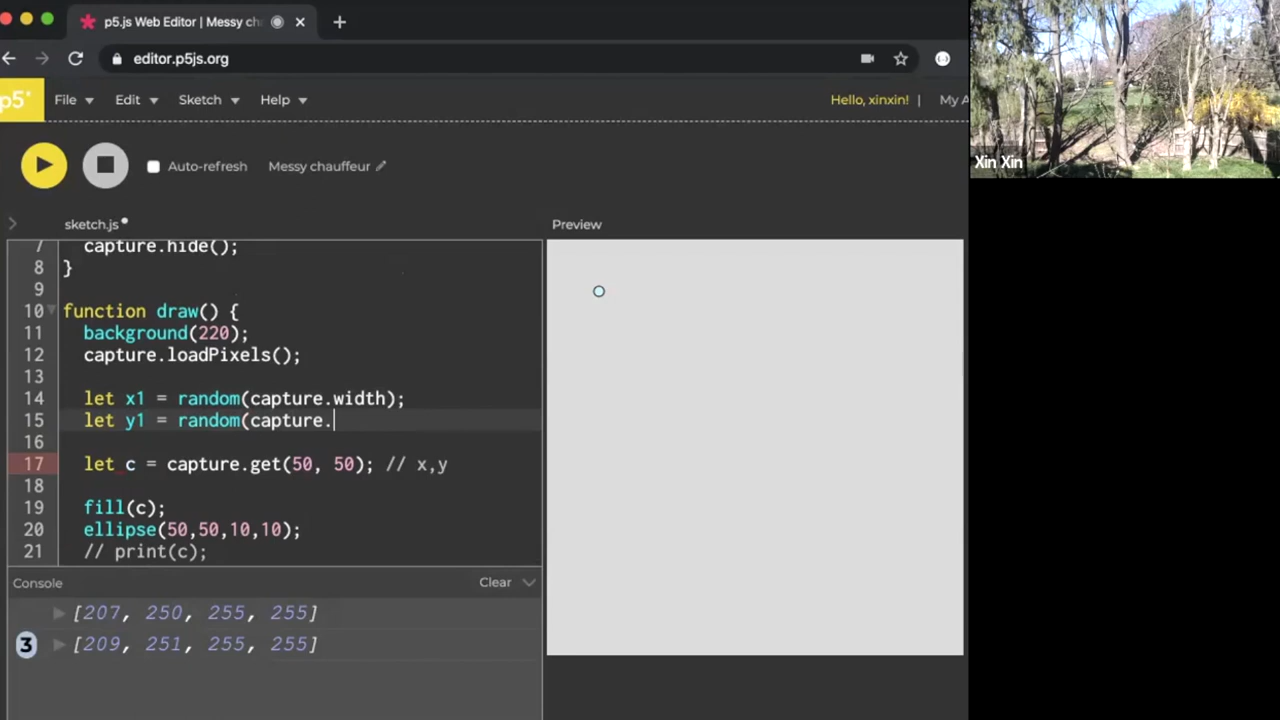 p5.js Web Editor | Messy ch
editor.p5js.org
p5*
File Edit Sketch Help
Hello, xinxin! | My A
Auto-refresh Messy chauffeur
sketch.js
Preview
7 capture.hide();
8 }
9
10 function draw() {
11 background(220);
12 capture.loadPixels();
13
14 let x1 = random(capture.width);
15 let y1 = random(capture.
16
17 let c = capture.get(50, 50); // x,y
18
19 fill(c);
20 ellipse(50,50,10,10);
21 // print(c);
Console
Clear
[207, 250, 255, 255]
3 [209, 251, 255, 255]
Xin Xin